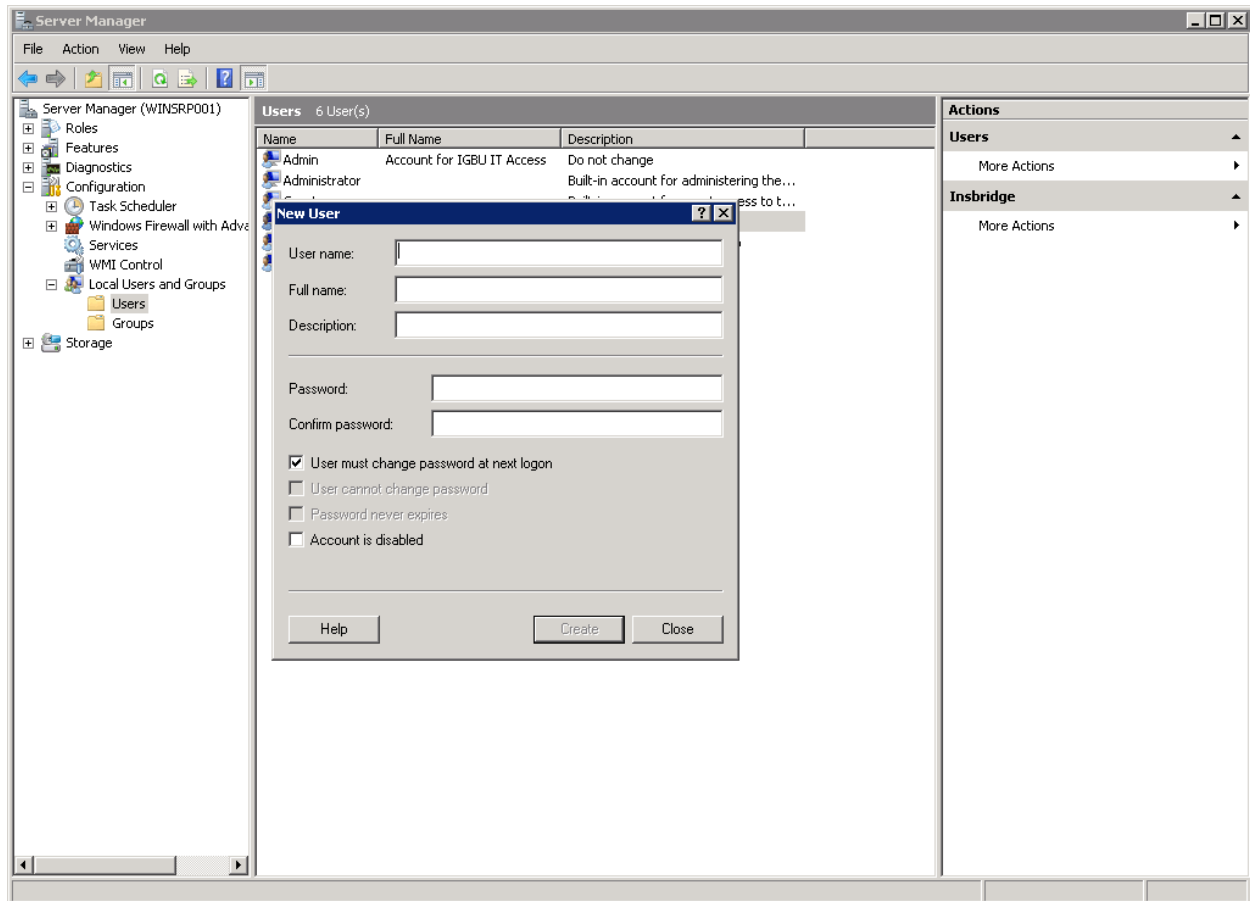 Server Manager
File Action View Help
Server Manager (WINSRP001)
Roles
Features
Diagnostics
Configuration
Task Scheduler
Windows Firewall with Adva
Services
WMI Control
Local Users and Groups
Users
Groups
Storage
Users 6 User(s)
Name Full Name Description
Admin Account for IGBU IT Access Do not change
Administrator Built-in account for administering the...
ess to t...
New User
User name:
Full name:
Description:
Password:
Confirm password:
User must change password at next logon
User cannot change password
Password never expires
Account is disabled
Help Create Close
Actions
Users
More Actions
Insbridge
More Actions